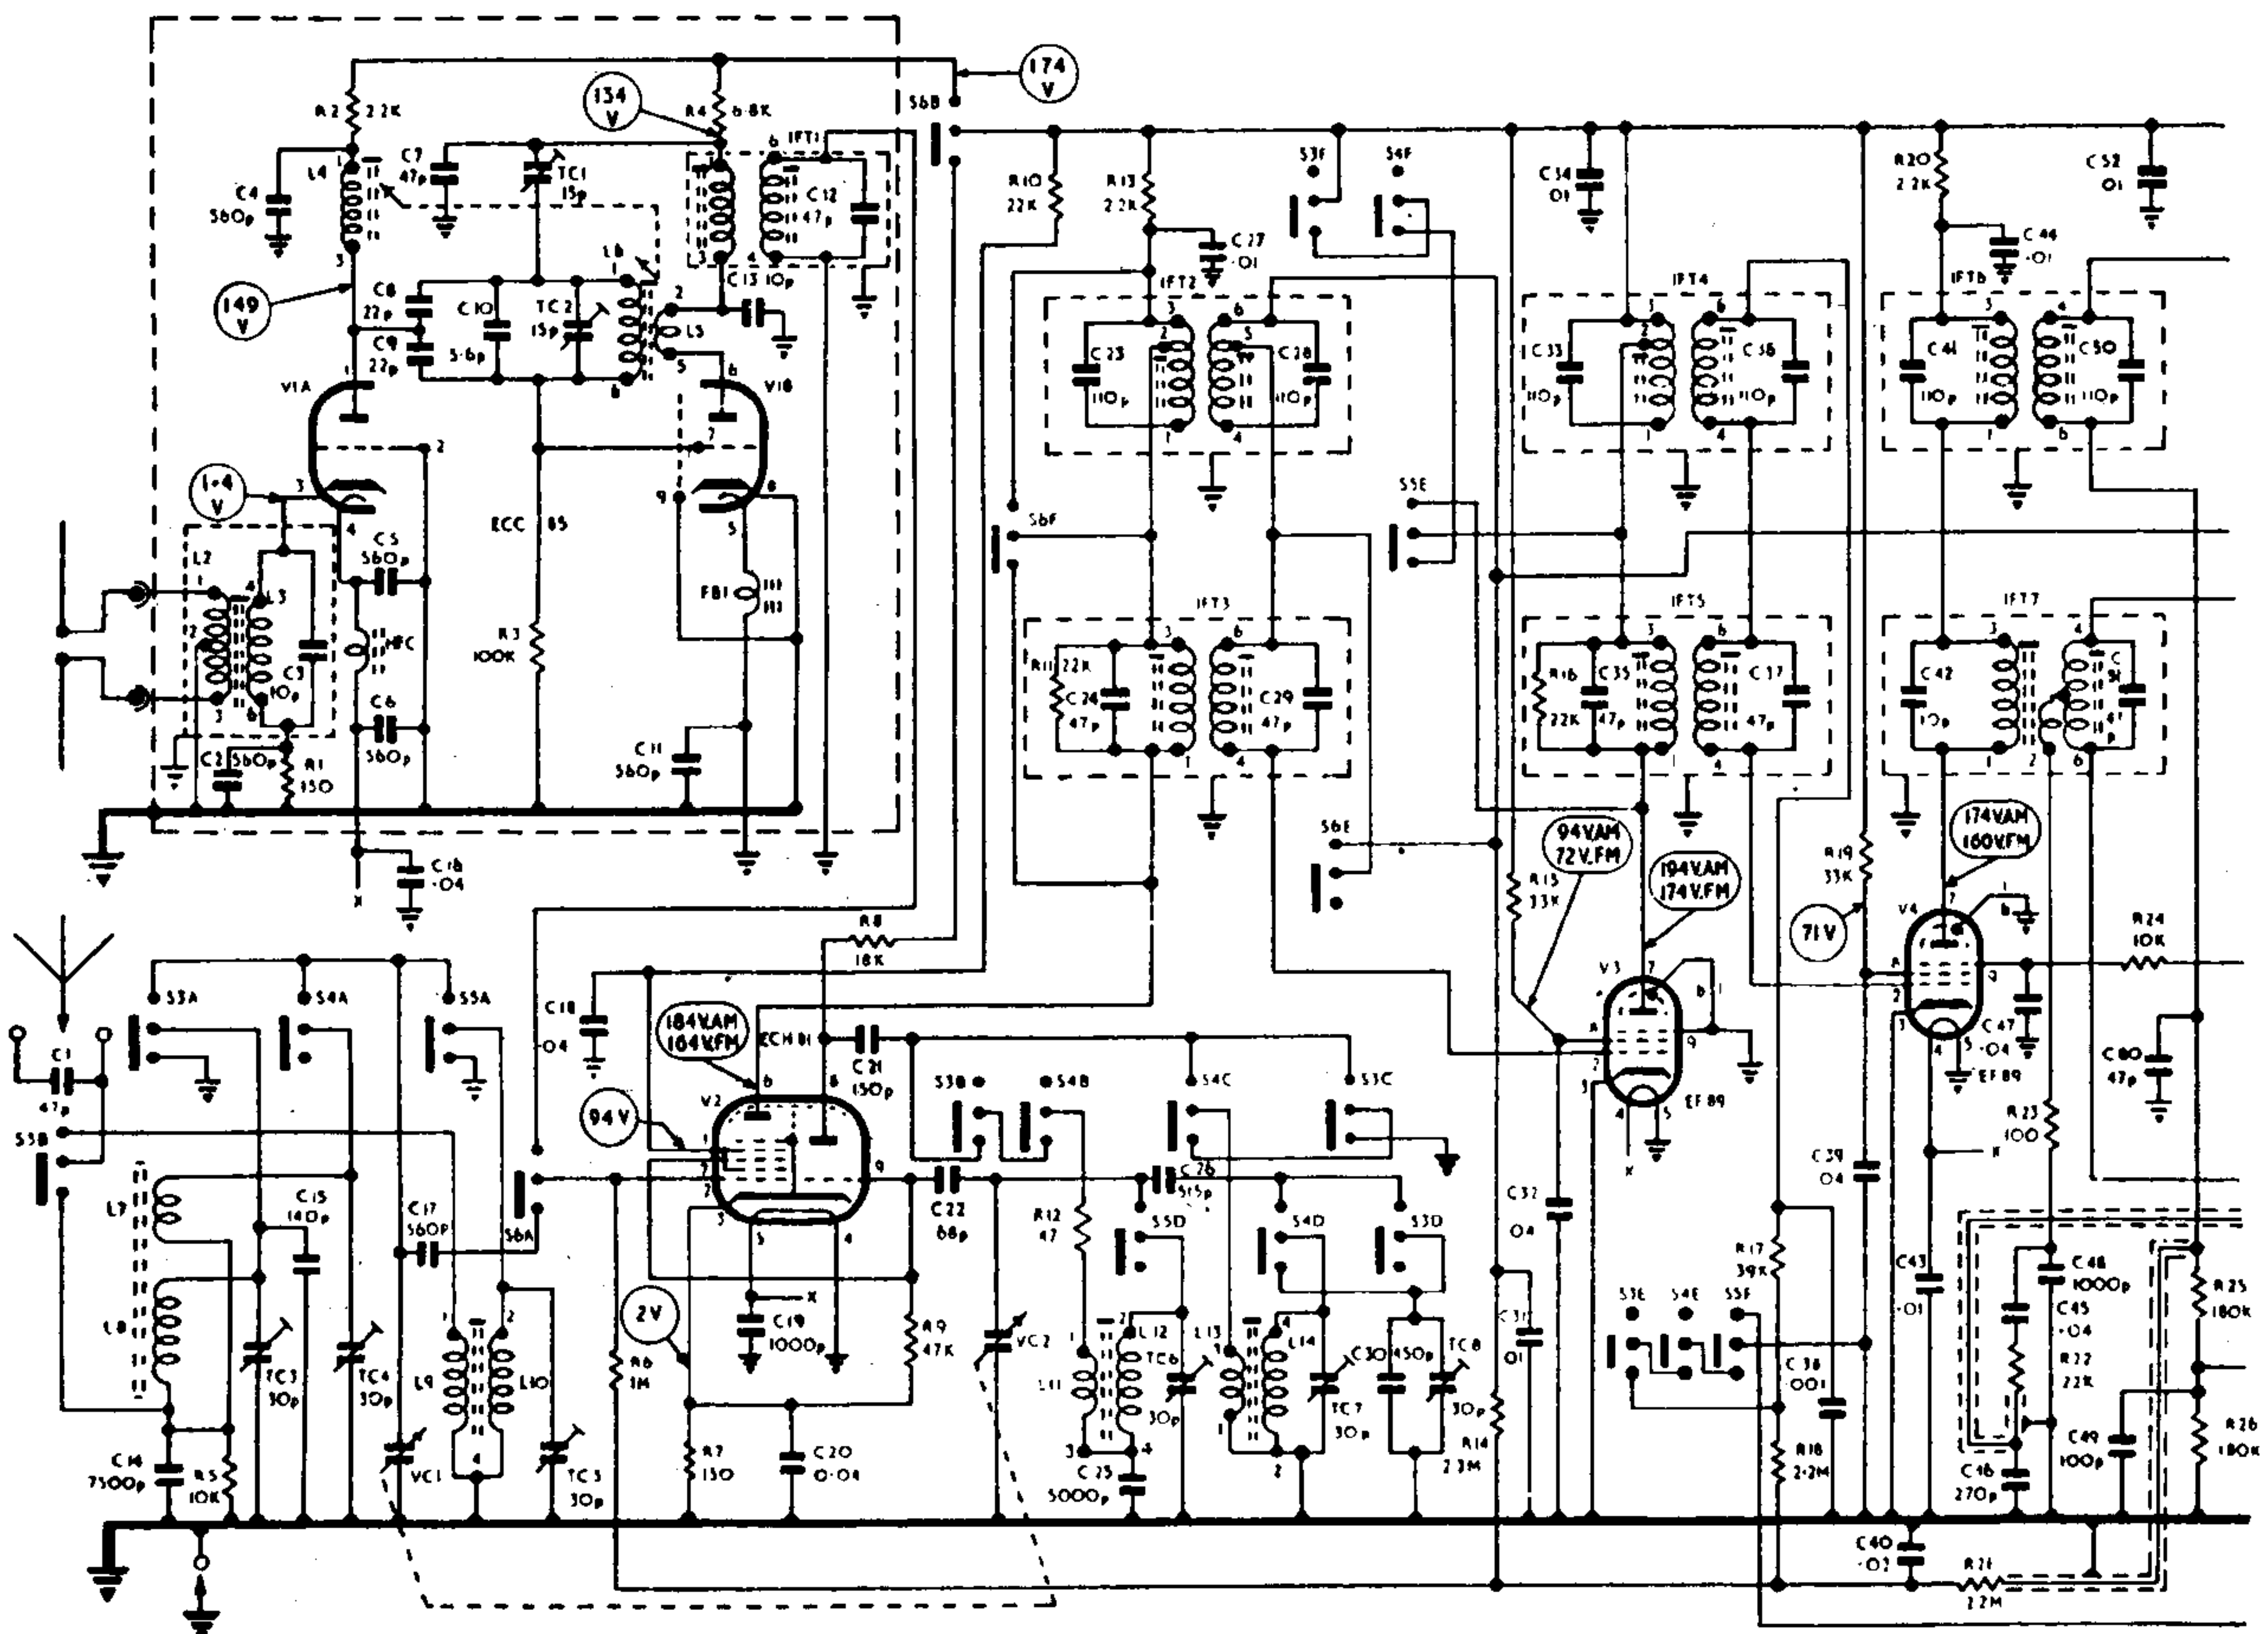 174 V
134 V
R2 2.2K
R4 6.8K
S6B
IFT1
L4
C7 47p
TC1 15p
C12 47p
C4 560p
R10 22K
R13 2.2K
S3F
S4F
C34 .01
R20 2.2K
C52 .01
149 V
C8 22p
C10 5.6p
TC2 15p
L6
L5
C13 10p
C27 .01
C44 .01
C9 22p
IFT2
IFT4
IFT6
C23 110p
C28 110p
C33 110p
C36 110p
C41 110p
C50 110p
V1A
V1B
1.4 V
ECC 85
C5 560p
L2
L3
C3 10p
HFC
FB1
R3 100K
C6 560p
C2 560p
R1 150
C11 560p
S6F
S5E
IFT3
IFT5
IFT7
R11 22K
C24 47p
C29 47p
R16 22K
C35 47p
C37 47p
C42 10p
C51 47p
C16 .04
X
S6E
94V.AM 72V.FM
194V.AM 174V.FM
174V.AM 160V.FM
R15 33K
R19 33K
71V
V4
R24 10K
R8 18K
S3A
S4A
S5A
C18 .04
184V.AM 164V.FM
ECH 81
C21 150p
V3
EF 89
X
EF 89
C47 .04
C80 47p
C1 47p
S3B
94 V
V2
S3B
S4B
S4C
S3C
R23 100
X
L7
C15 140p
C17 560P
S6A
C22 68p
R12 47
C26 515p
S5D
S4D
S3D
C32 .04
C39 .04
L8
2V
X
C19 1000p
R9 47K
VC2
R17 39K
C43 .01
C48 1000p
C45 .04
R25 180K
TC3 30p
TC4 30p
L9
L10
R6 1M
L11
L12
TC6 30p
L13
L14
TC7 30p
C30 450p
TC8 30p
C31 .01
S3E
S4E
S5F
C38 .001
R22 22K
C14 7500p
R5 10K
VC1
TC5 30p
R7 150
C20 0.04
C25 5000p
R14 2.2M
R18 2.2M
C46 270p
C49 100p
R26 180K
C40 .02
R21 2.2M